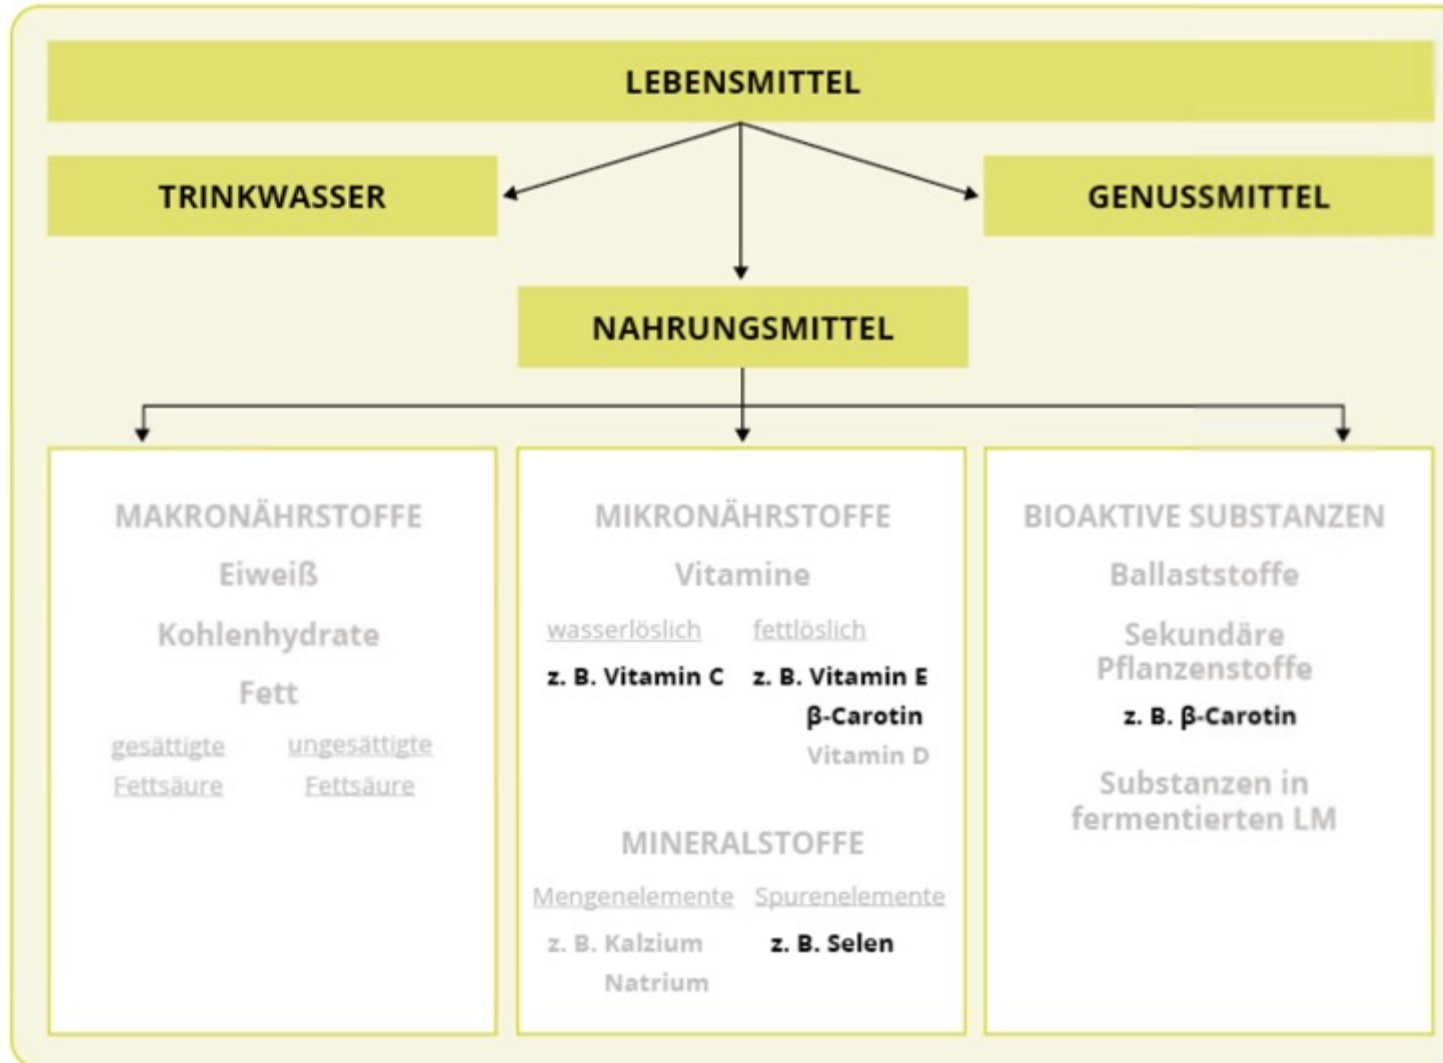 LEBENSMITTEL
TRINKWASSER
GENUSSMITTEL
NAHRUNGSMITTEL
MAKRONÄHRSTOFFE
Eiweiß
Kohlenhydrate
Fett
gesättigte ungesättigte
Fettsäure Fettsäure
MIKRONÄHRSTOFFE
Vitamine
wasserlöslich fettlöslich
z. B. Vitamin C z. B. Vitamin E
β-Carotin
Vitamin D
MINERALSTOFFE
Mengenelemente Spurenelemente
z. B. Kalzium z. B. Selen
Natrium
BIOAKTIVE SUBSTANZEN
Ballaststoffe
Sekundäre
Pflanzenstoffe
z. B. β-Carotin
Substanzen in
fermentierten LM